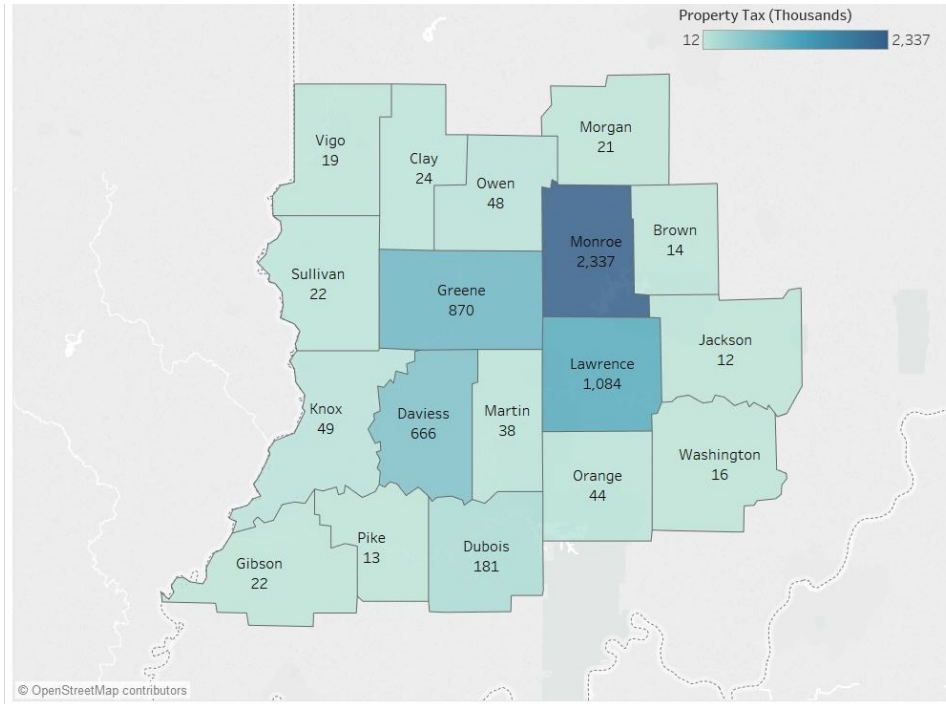 Property Tax (Thousands)
12 2,337
Morgan
21
Vigo
19
Clay
24
Owen
48
Monroe
2,337
Brown
14
Sullivan
22
Greene
870
Jackson
12
Lawrence
1,084
Knox
49
Daviess
666
Martin
38
Washington
16
Orange
44
Pike
13
Dubois
181
Gibson
22
© OpenStreetMap contributors